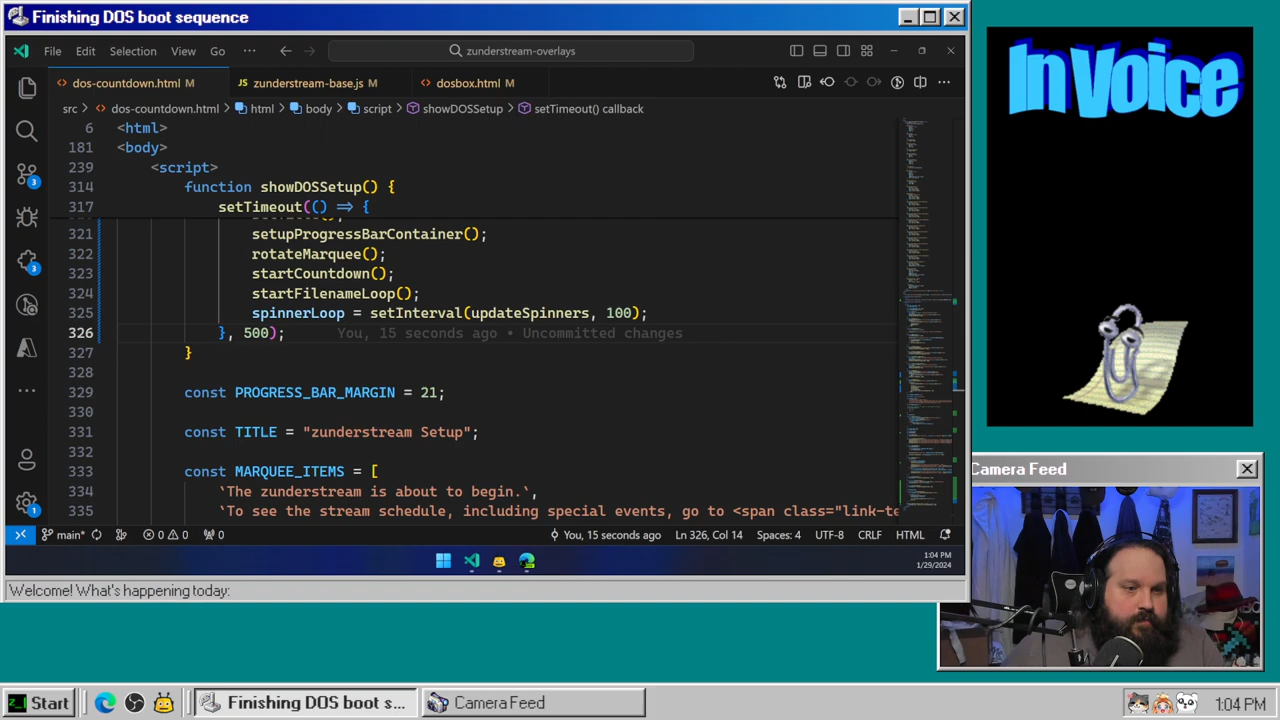 Finishing DOS boot sequence
InVoice
File Edit Selection View Go ··· zunderstream-overlays
dos-countdown.html M zunderstream-base.js M dosbox.html M
src > dos-countdown.html > html > body > script > showDOSSetup > setTimeout() callback
6 <html>
181 <body>
239 <script>
314 function showDOSSetup() {
317 setTimeout(() => {
321 setupProgressBarContainer()
322 rotateMarquee();
323 startCountdown();
324 startFilenameLoop();
325 spinnerLoop = setInterval(updateSpinners, 100);
326 500); You, seconds Uncommitted changes
327 }
328
329 const PROGRESS_BAR_MARGIN = 21;
330
331 const TITLE = "zunderstream Setup";
332
333 const MARQUEE_ITEMS = [
334 zunderstream is about to begin
335 To see the stream schedule, including special events, go to <span class="link-te
main* 0 0 0 You, 15 seconds ago Ln 326, Col 14 Spaces: 4 UTF-8 CRLF HTML
1:04 PM
1/29/2024
Welcome! What's happening today:
Camera Feed
Start Finishing DOS boot s... Camera Feed 1:04 PM